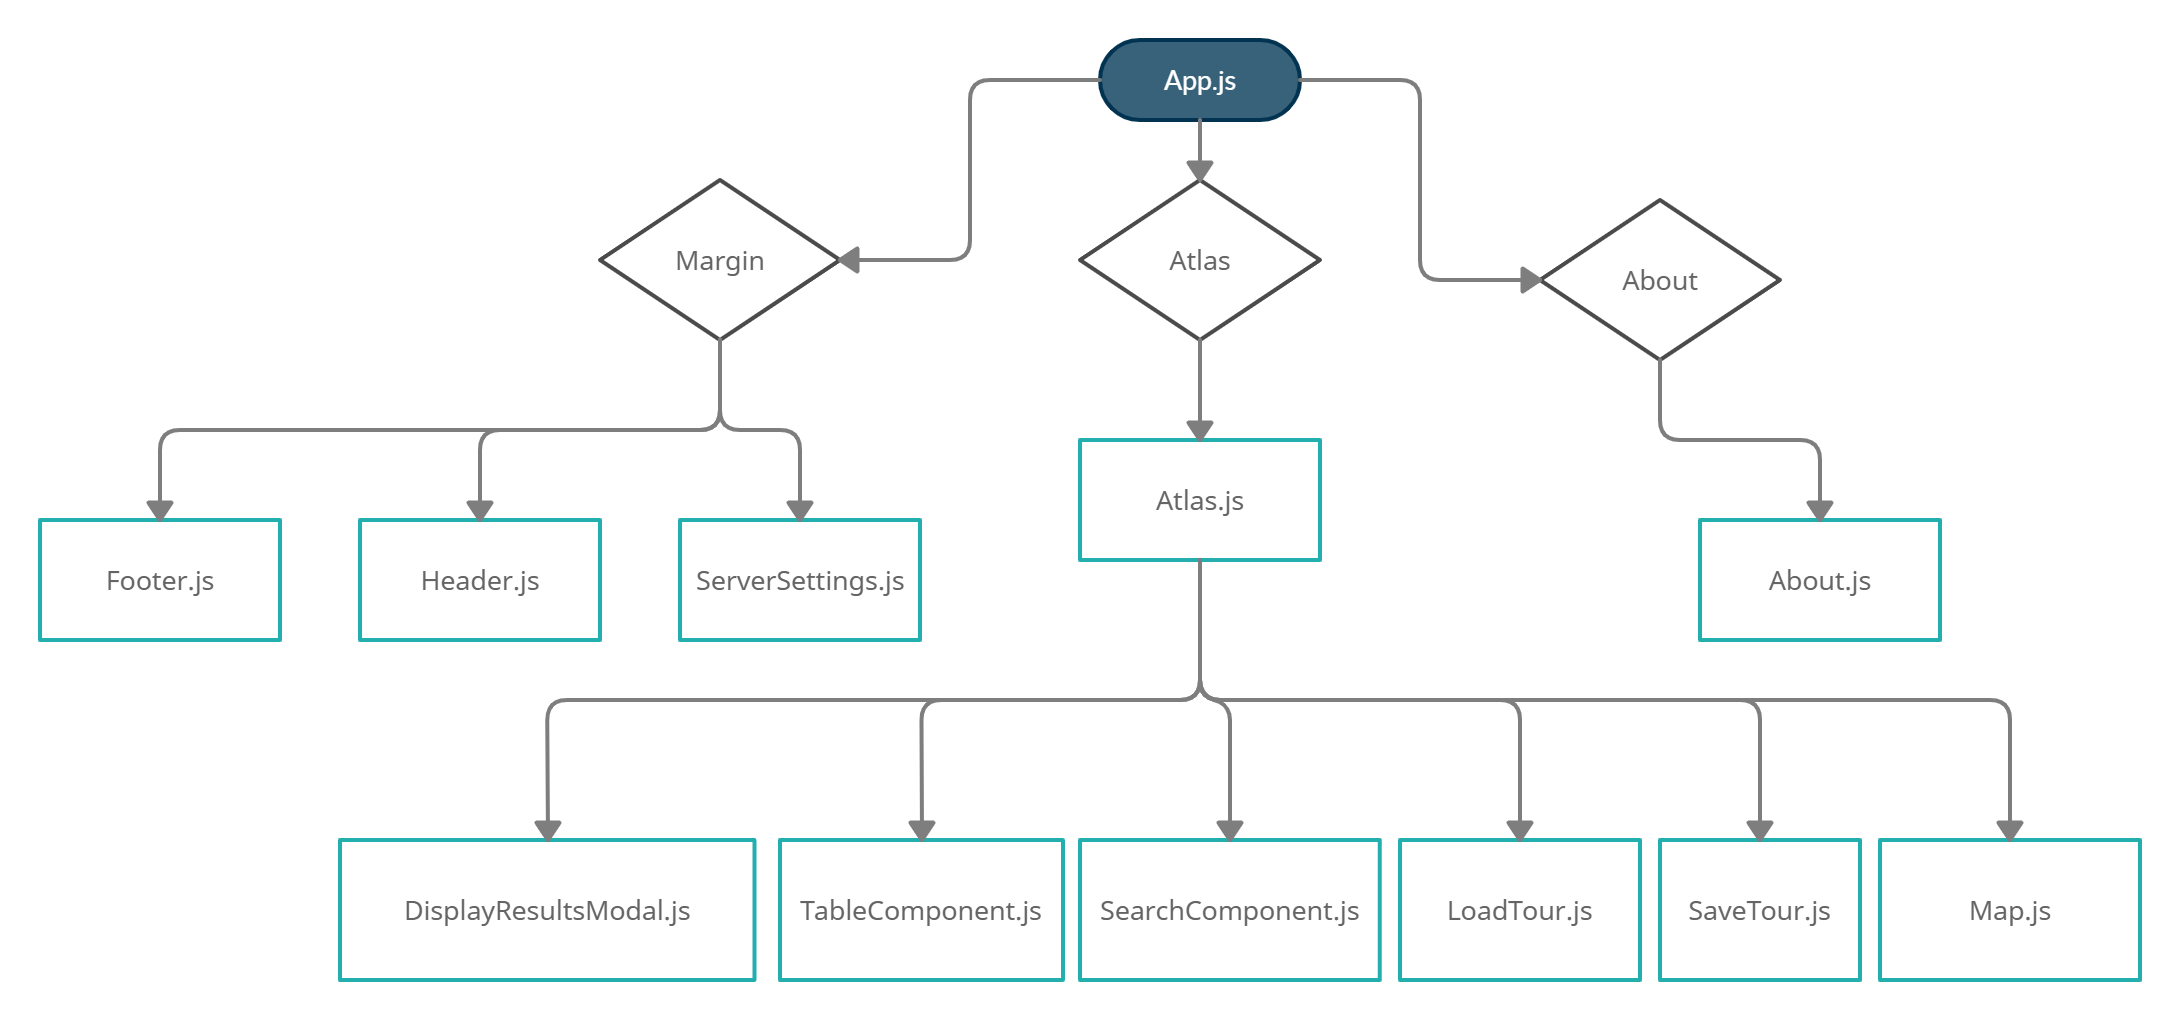 App.js
Margin
Atlas
About
Atlas.js
Footer.js
Header.js
ServerSettings.js
About.js
DisplayResultsModal.js
TableComponent.js
SearchComponent.js
LoadTour.js
SaveTour.js
Map.js